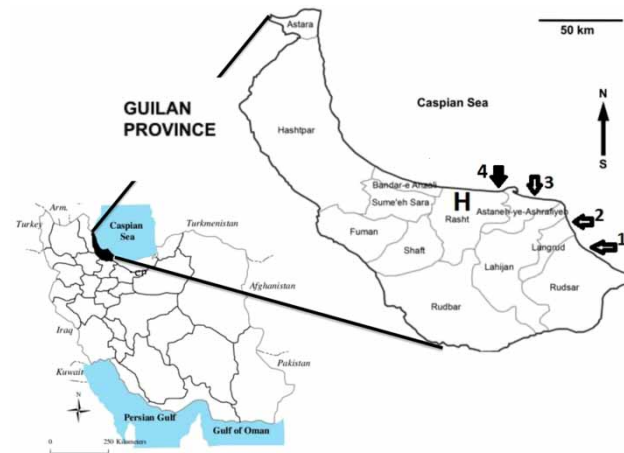 Astara
50 km
GUILAN
PROVINCE
Caspian Sea
N
S
Hashtpar
4
3
Bandar-e Anzali
H
Sume'eh Sara
Rasht
Astaneh-ye-Ashrafiyeh
2
Fuman
Shaft
Langrud
1
Lahijan
Rudsar
Rudbar
Arm.
Turkey
Caspian
Sea
Turkmenistan
Afghanistan
Iraq
Pakistan
Kuwait
N
Persian Gulf
Gulf of Oman
0 250 Kilometers